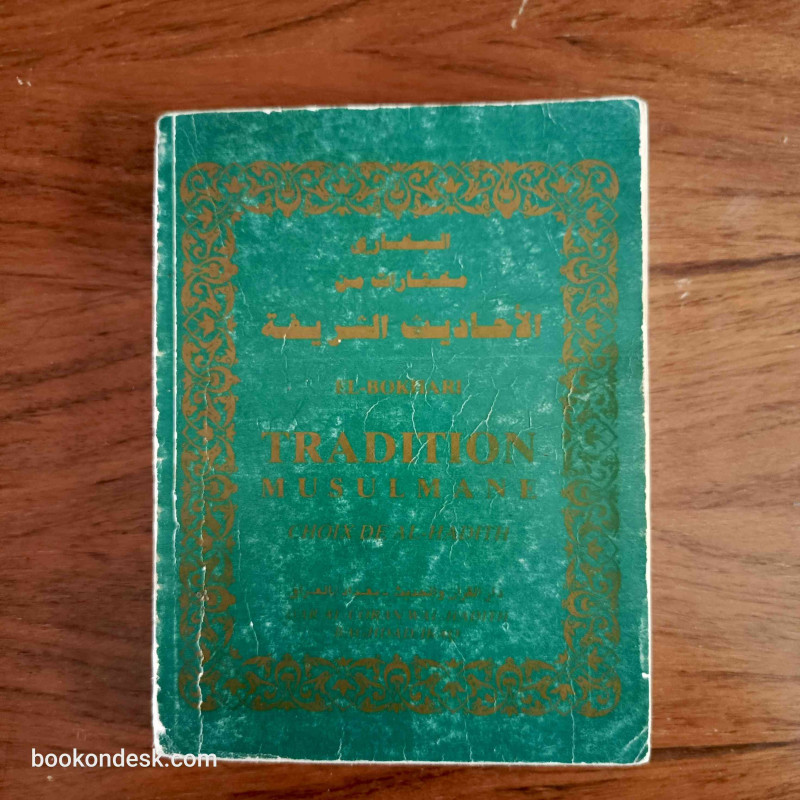 البخاري
مختارات من
الأحاديث الشريفة
EL-BOKHARI
TRADITION
MUSULMANE
CHOIX DE AL-HADITH
bookondesk.com